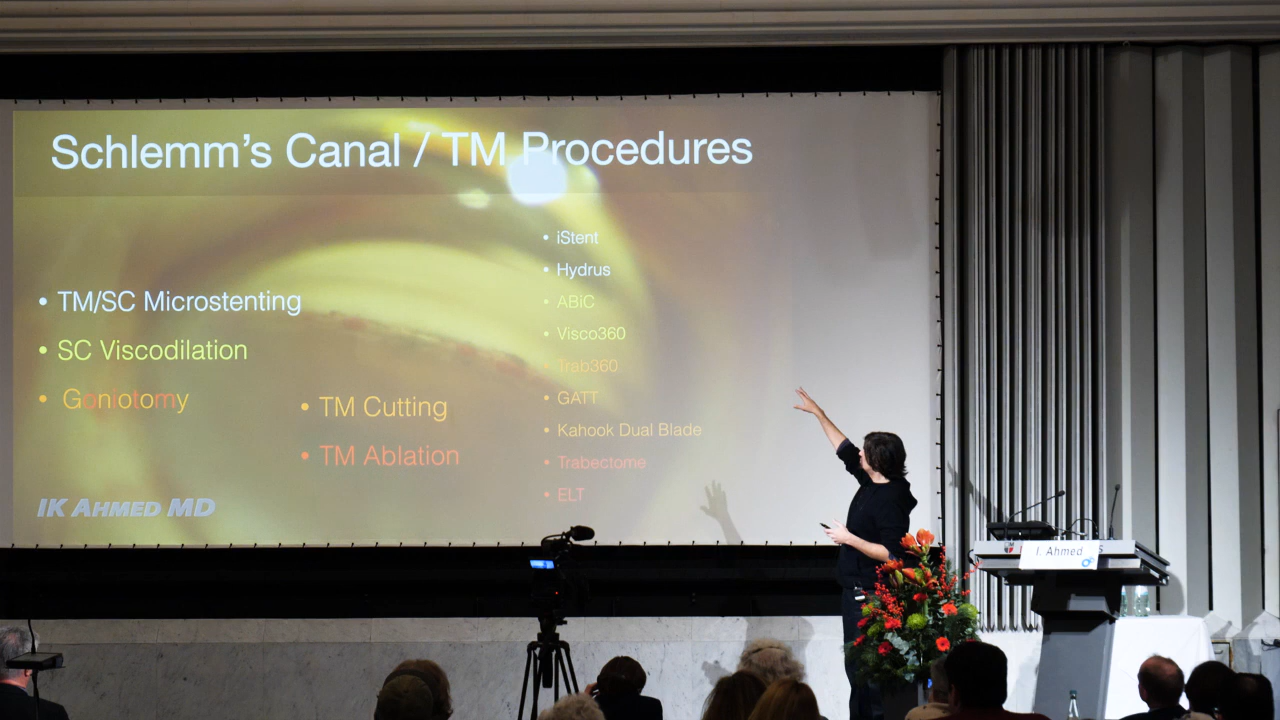 Schlemm's Canal / TM Procedures
• TM/SC Microstenting
• SC Viscodilation
• Goniotomy
• TM Cutting
• TM Ablation
• iStent
• Hydrus
• ABiC
• Visco360
• Trab360
• GATT
• Kahook Dual Blade
• Trabectome
• ELT
IK AHMED MD
I. Ahmed